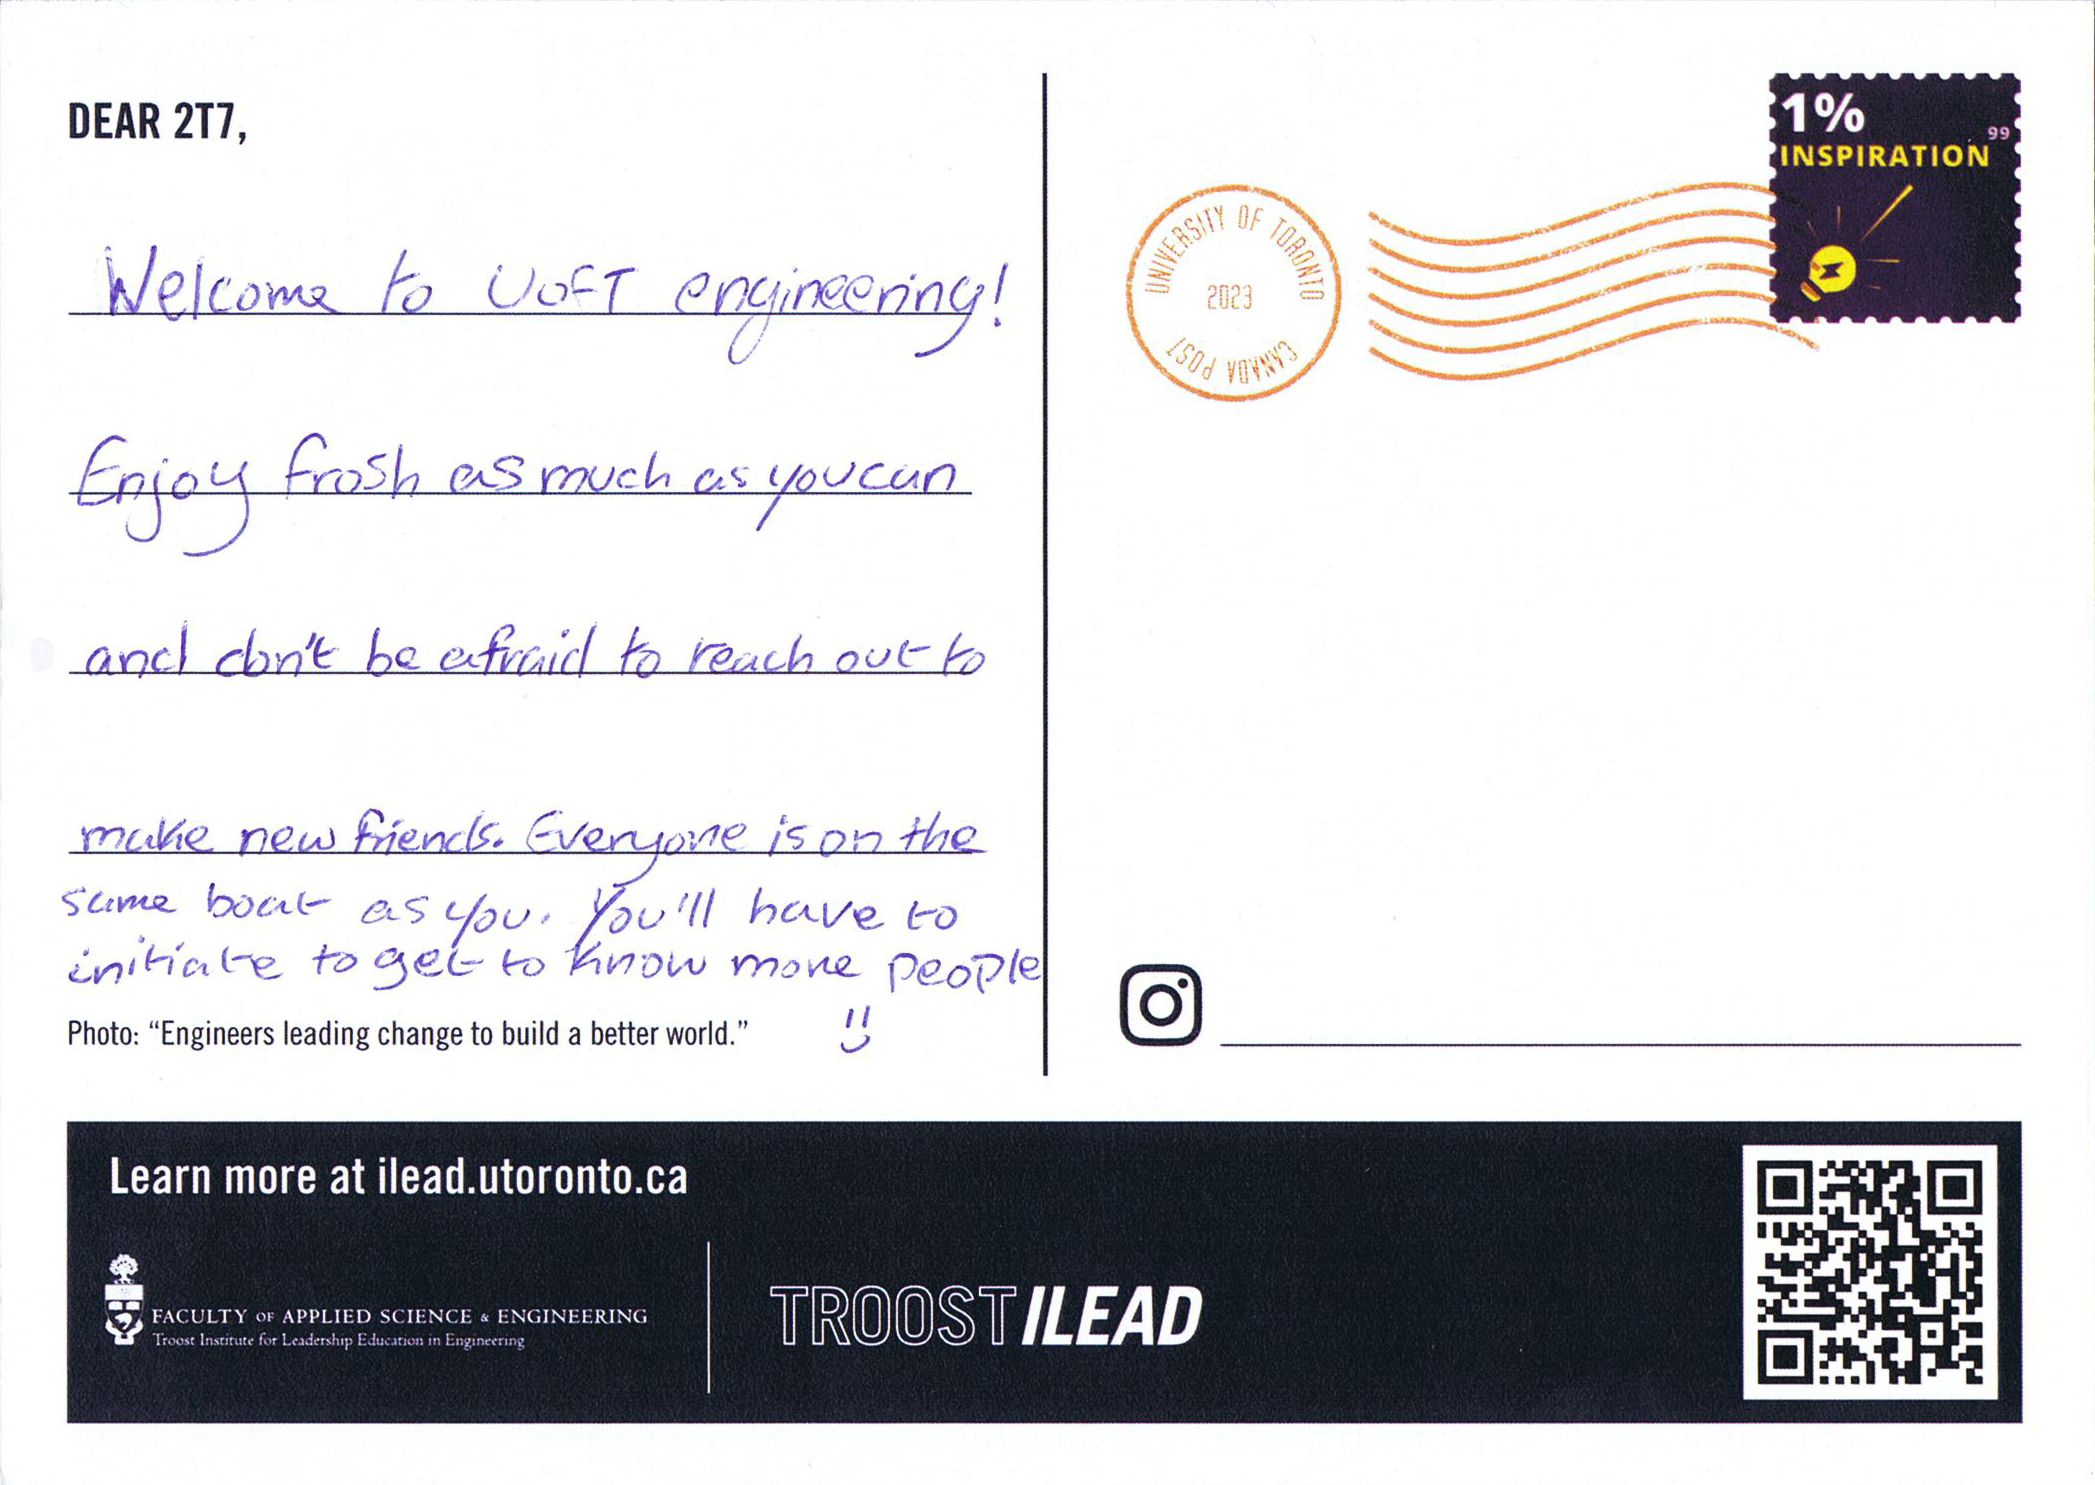 DEAR 2T7,
Welcome to UofT engineering!
Enjoy frosh as much as you can
and don't be afraid to reach out to
make new friends. Everyone is on the
same boat as you. You'll have to
initiate to get to know more people
Photo: “Engineers leading change to build a better world.”
UNIVERSITY OF TORONTO
2023
CANADA POST
1%
99
INSPIRATION
Learn more at ilead.utoronto.ca
FACULTY OF APPLIED SCIENCE & ENGINEERING
Troost Institute for Leadership Education in Engineering
TROOST ILEAD